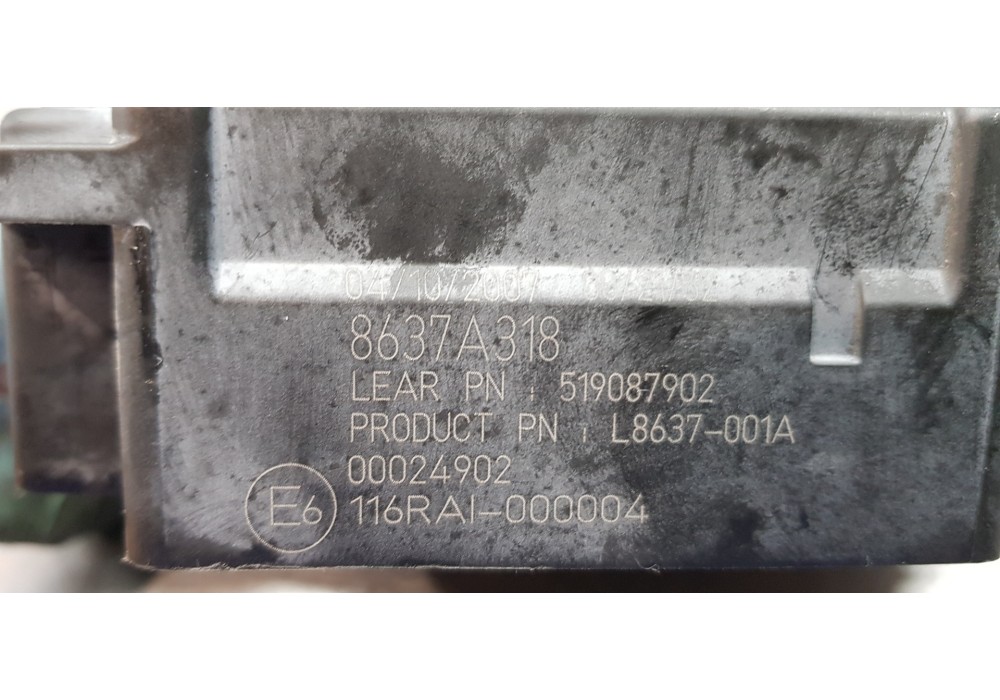 04/10/2007
8637A318
LEAR PN : 519087902
PRODUCT PN : L8637-001A
00024902
E6 116RAI-000004